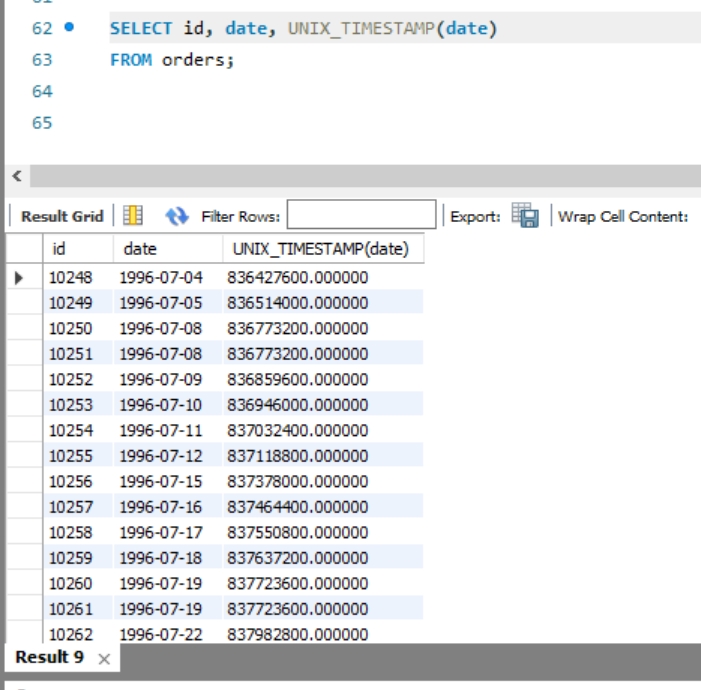 62 SELECT id, date, UNIX_TIMESTAMP(date)
63 FROM orders;
64
65
Result Grid Filter Rows: Export: Wrap Cell Content:
id date UNIX_TIMESTAMP(date)
10248 1996-07-04 836427600.000000
10249 1996-07-05 836514000.000000
10250 1996-07-08 836773200.000000
10251 1996-07-08 836773200.000000
10252 1996-07-09 836859600.000000
10253 1996-07-10 836946000.000000
10254 1996-07-11 837032400.000000
10255 1996-07-12 837118800.000000
10256 1996-07-15 837378000.000000
10257 1996-07-16 837464400.000000
10258 1996-07-17 837550800.000000
10259 1996-07-18 837637200.000000
10260 1996-07-19 837723600.000000
10261 1996-07-19 837723600.000000
10262 1996-07-22 837982800.000000
Result 9